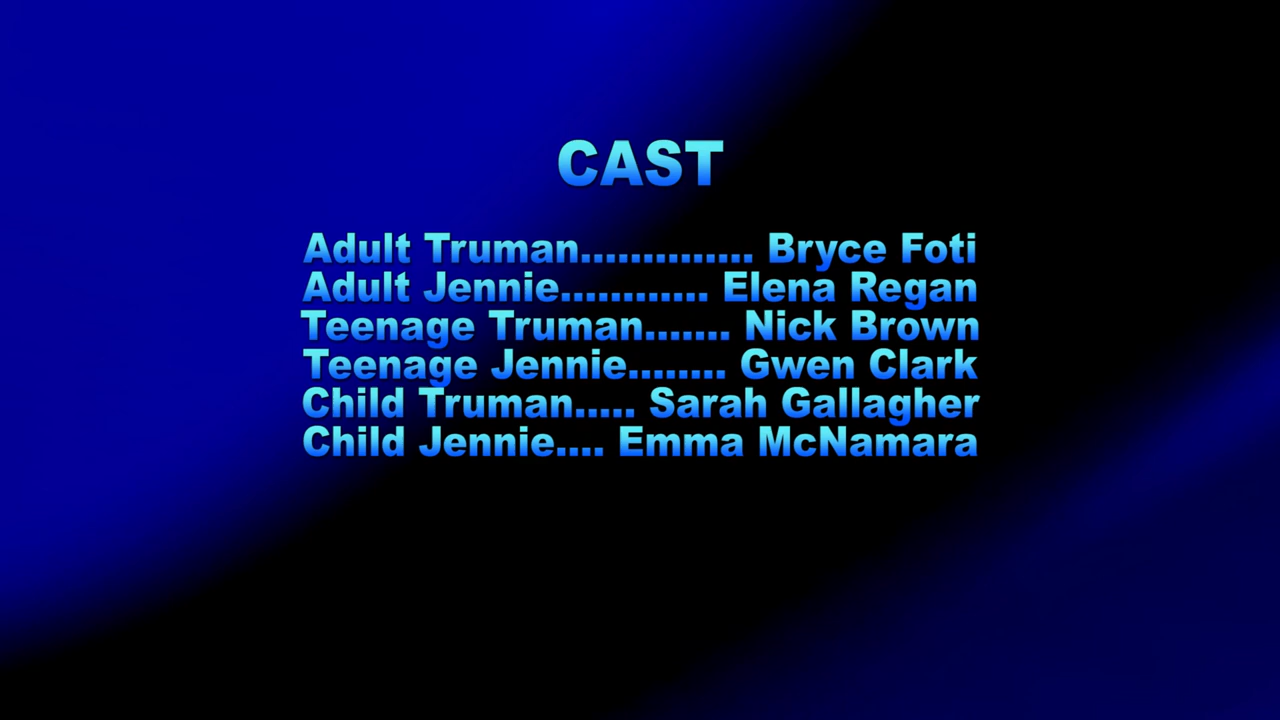 CAST
Adult Truman.............. Bryce Foti
Adult Jennie............ Elena Regan
Teenage Truman....... Nick Brown
Teenage Jennie........ Gwen Clark
Child Truman..... Sarah Gallagher
Child Jennie.... Emma McNamara